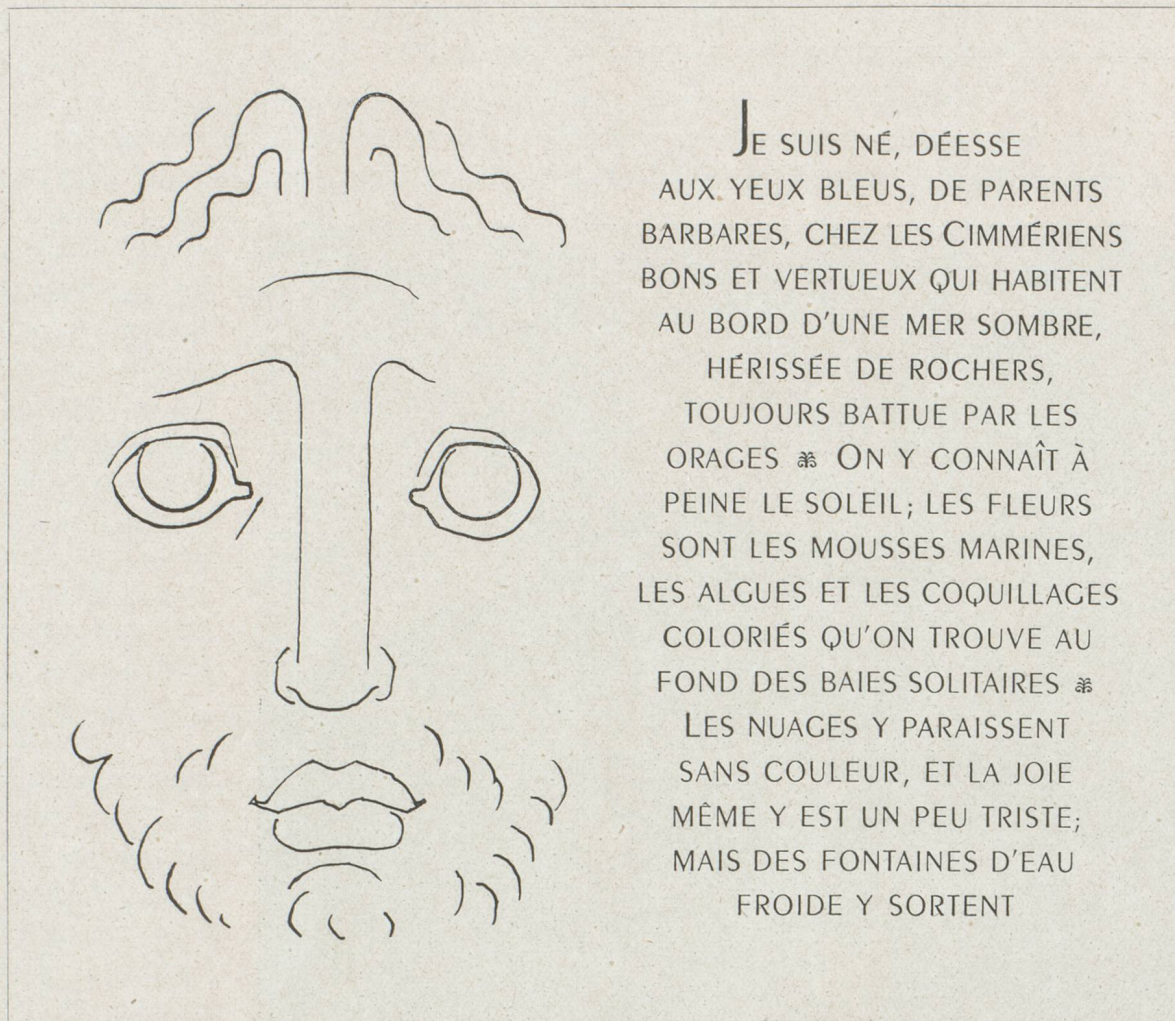 JE SUIS NÉ, DÉESSE
AUX YEUX BLEUS, DE PARENTS
BARBARES, CHEZ LES CIMMÉRIENS
BONS ET VERTUEUX QUI HABITENT
AU BORD D'UNE MER SOMBRE,
HÉRISSÉE DE ROCHERS,
TOUJOURS BATTUE PAR LES
ORAGES ❧ ON Y CONNAÎT À
PEINE LE SOLEIL; LES FLEURS
SONT LES MOUSSES MARINES,
LES ALGUES ET LES COQUILLAGES
COLORIÉS QU'ON TROUVE AU
FOND DES BAIES SOLITAIRES ❧
LES NUAGES Y PARAISSENT
SANS COULEUR, ET LA JOIE
MÊME Y EST UN PEU TRISTE;
MAIS DES FONTAINES D'EAU
FROIDE Y SORTENT